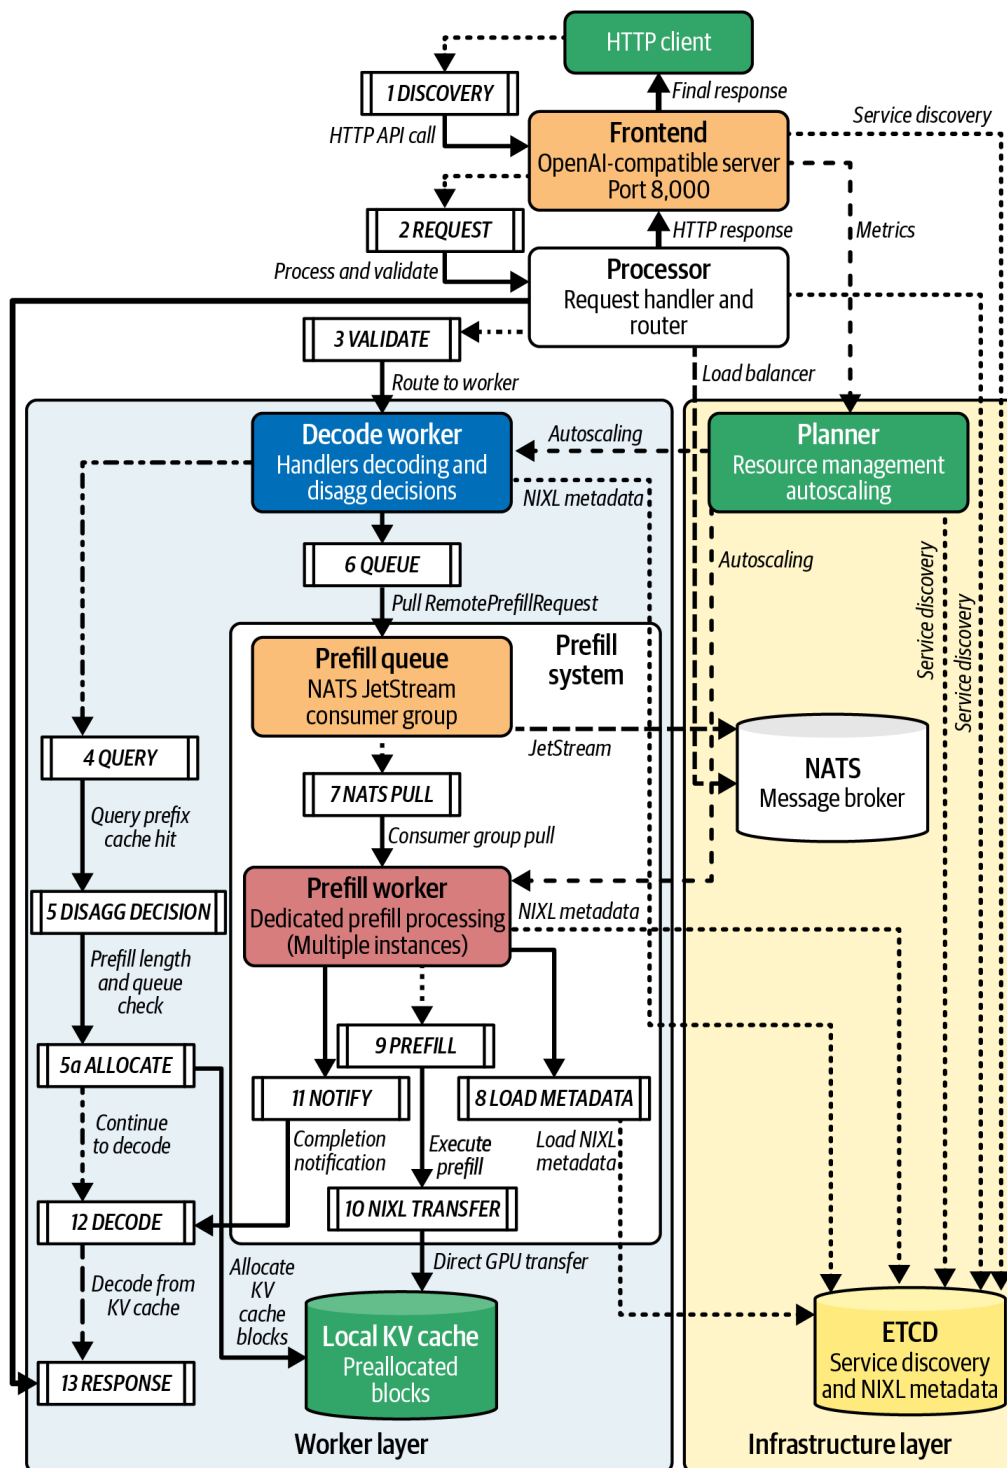 HTTP client
1 DISCOVERY
Final response
Service discovery
HTTP API call
Frontend
OpenAI-compatible server
Port 8,000
2 REQUEST
HTTP response
Metrics
Process and validate
Processor
Request handler and
router
3 VALIDATE
Route to worker
Load balancer
Decode worker
Handlers decoding and
disagg decisions
Autoscaling
Planner
Resource management
autoscaling
NIXL metadata
6 QUEUE
Autoscaling
Service discovery
Service discovery
Pull RemotePrefillRequest
Prefill queue
NATS JetStream
consumer group
Prefill
system
4 QUERY
JetStream
NATS
Message broker
7 NATS PULL
Query prefix
cache hit
Consumer group pull
5 DISAGG DECISION
Prefill worker
Dedicated prefill processing
(Multiple instances)
NIXL metadata
Prefill length
and queue
check
9 PREFILL
5a ALLOCATE
11 NOTIFY
8 LOAD METADATA
Continue
to decode
Completion
notification
Execute
prefill
Load NIXL
metadata
12 DECODE
10 NIXL TRANSFER
Direct GPU transfer
Decode from
KV cache
Allocate
KV
cache
blocks
Local KV cache
Preallocated
blocks
ETCD
Service discovery
and NIXL metadata
13 RESPONSE
Worker layer
Infrastructure layer